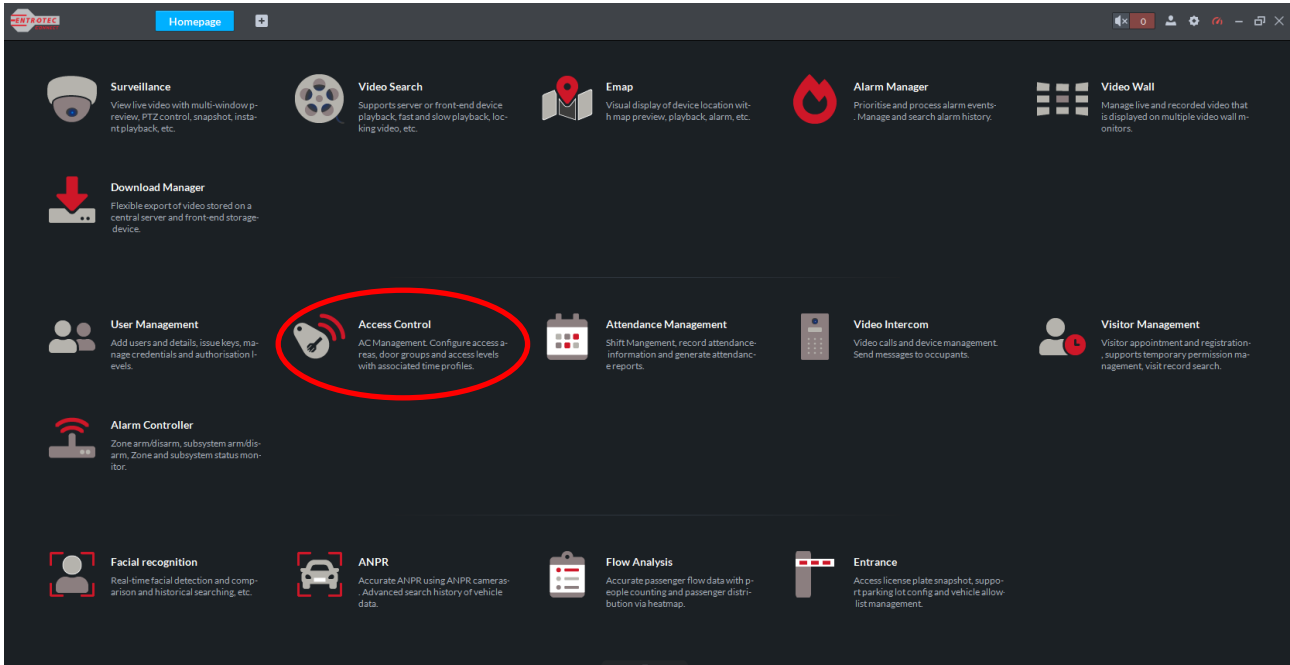 ENTROTEC
Homepage
0
Surveillance
View live video with multi-window p-
review, PTZ control, snapshot, insta-
nt playback, etc.
Video Search
Supports server or front-end device
playback, fast and slow playback, loc-
king video, etc.
Emap
Visual display of device location wit-
h map preview, playback, alarm, etc.
Alarm Manager
Prioritise and process alarm events-
. Manage and search alarm history.
Video Wall
Manage live and recorded video that
is displayed on multiple video wall m-
onitors.
Download Manager
Flexible export of video stored on a
central server and front-end storage-
device.
User Management
Add users and details, issue keys, ma-
nage credentials and authorisation l-
evels.
Access Control
AC Management. Configure access a-
reas, door groups and access levels
with associated time profiles.
Attendance Management
Shift Mangement, record attendance-
information and generate attendanc-
e reports.
Video Intercom
Video calls and device management.
Send messages to occupants.
Visitor Management
Visitor appointment and registration-
, supports temporary permission ma-
nagement, visit record search.
Alarm Controller
Zone arm/disarm, subsystem arm/dis-
arm, Zone and subsystem status mon-
itor.
Facial recognition
Real-time facial detection and comp-
arison and historical searching, etc.
ANPR
Accurate ANPR using ANPR cameras-
. Advanced search history of vehicle
data.
Flow Analysis
Accurate passenger flow data with p-
eople counting and passenger distri-
bution via heatmap.
Entrance
Access license plate snapshot, suppo-
rt parking lot config and vehicle allow-
list management.